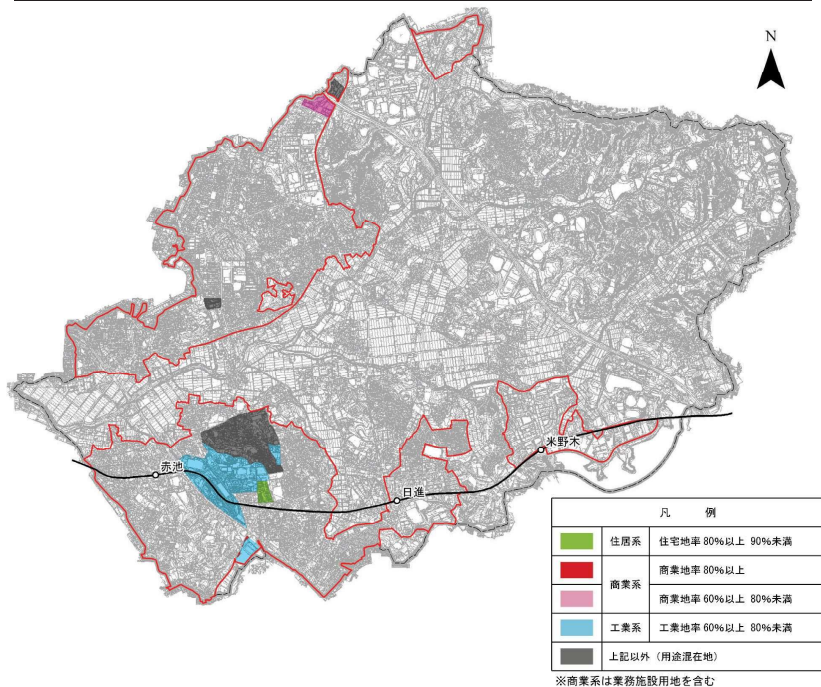 N
赤池
日進
米野木
凡 例
住居系 住宅地率 80%以上 90%未満
商業系 商業地率 80%以上
商業地率 60%以上 80%未満
工業系 工業地率 60%以上 80%未満
上記以外（用途混在地）
※商業系は業務施設用地を含む